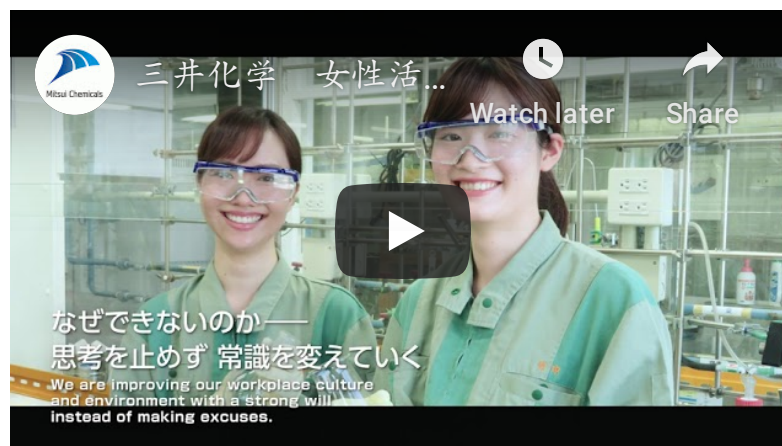 Mitsui Chemicals
三井化学 女性活...
Watch later
Share
なぜできないのか――
思考を止めず 常識を変えていく
We are improving our workplace culture
and environment with a strong will
instead of making excuses.